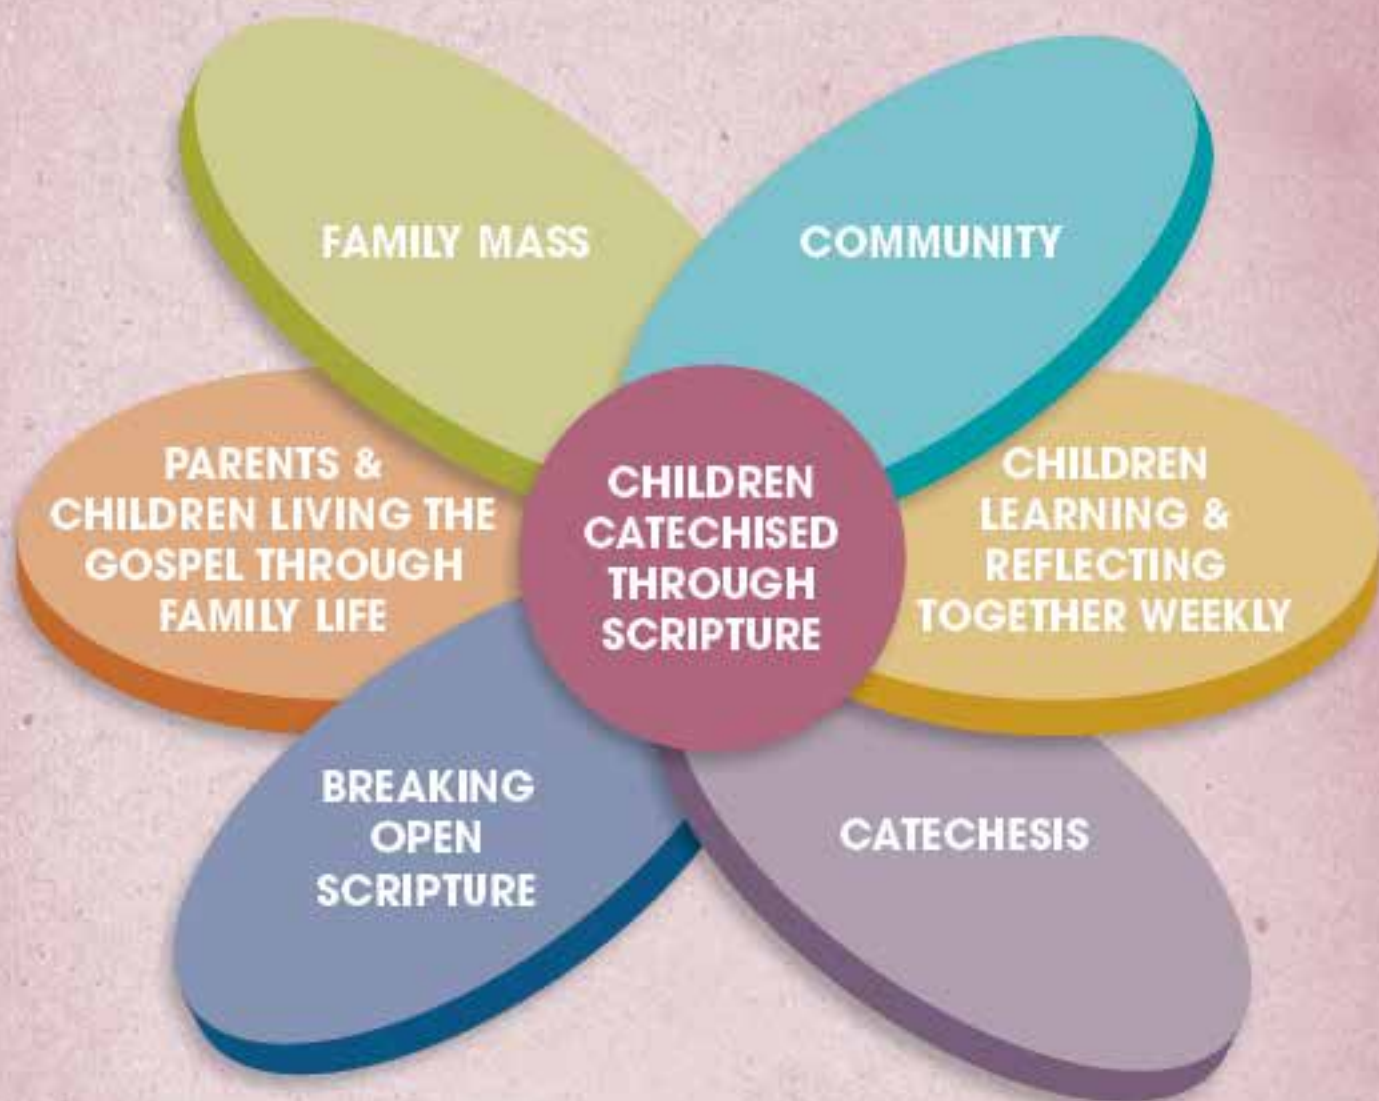 FAMILY MASS
COMMUNITY
PARENTS &
CHILDREN LIVING THE
GOSPEL THROUGH
FAMILY LIFE
CHILDREN
CATECHISED
THROUGH
SCRIPTURE
CHILDREN
LEARNING &
REFLECTING
TOGETHER WEEKLY
BREAKING
OPEN
SCRIPTURE
CATECHESIS